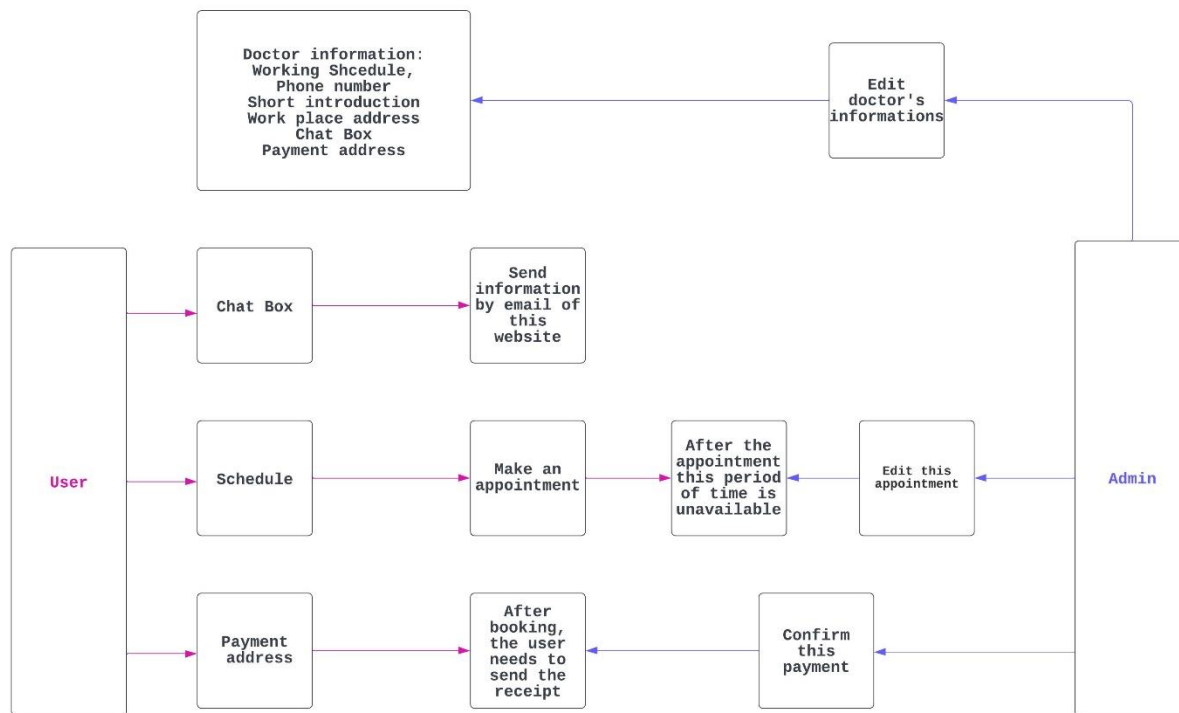 Doctor information:
Working Shcedule,
Phone number
Short introduction
Work place address
Chat Box
Payment address
Edit
doctor's
informations
User
Chat Box
Send
information
by email of
this
website
Schedule
Make an
appointment
After the
appointment
this period
of time is
unavailable
Edit this
appointment
Admin
Payment
address
After
booking,
the user
needs to
send the
receipt
Confirm
this
payment